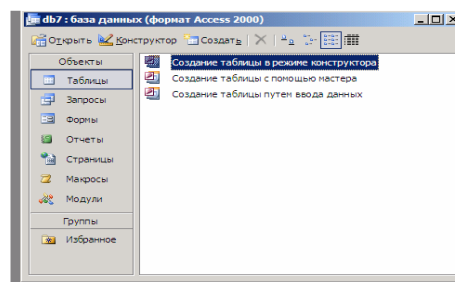 db7 : база данных (формат Access 2000)
Открыть Конструктор Создать
Объекты
Таблицы
Запросы
Формы
Отчеты
Страницы
Макросы
Модули
Группы
Избранное
Создание таблицы в режиме конструктора
Создание таблицы с помощью мастера
Создание таблицы путем ввода данных